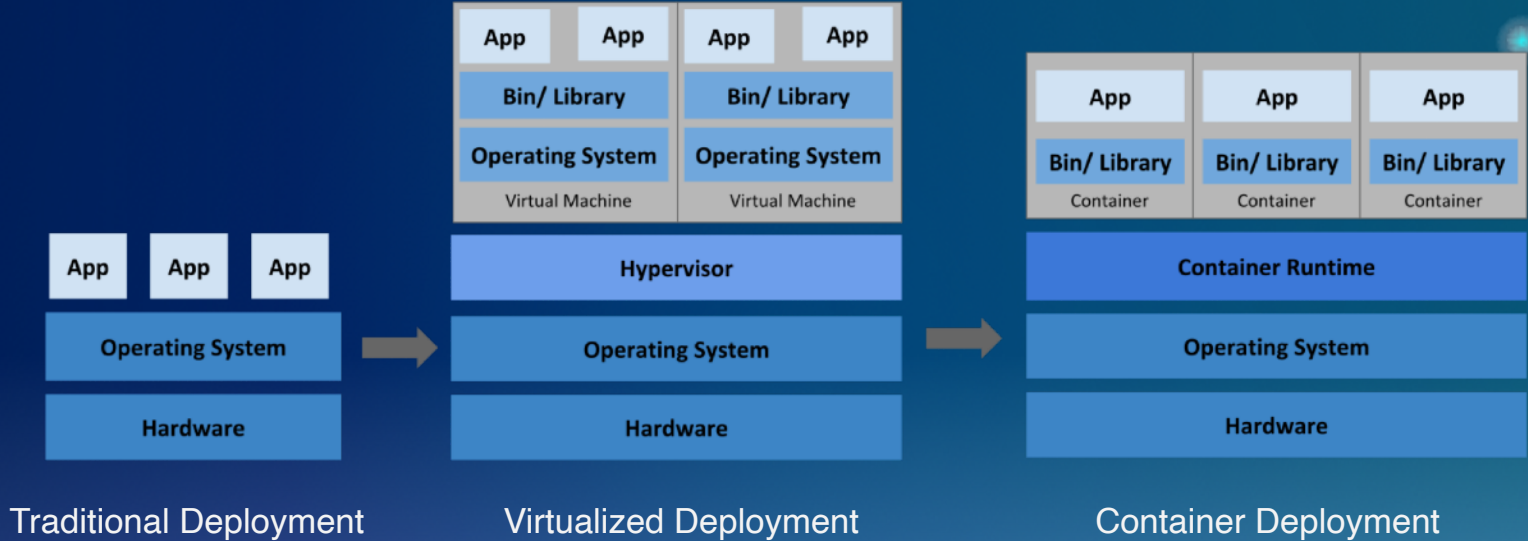 App
App
App
Operating System
Hardware
Traditional Deployment
App
App
Bin/ Library
Operating System
Virtual Machine
App
App
Bin/ Library
Operating System
Virtual Machine
Hypervisor
Operating System
Hardware
Virtualized Deployment
App
Bin/ Library
Container
App
Bin/ Library
Container
App
Bin/ Library
Container
Container Runtime
Operating System
Hardware
Container Deployment